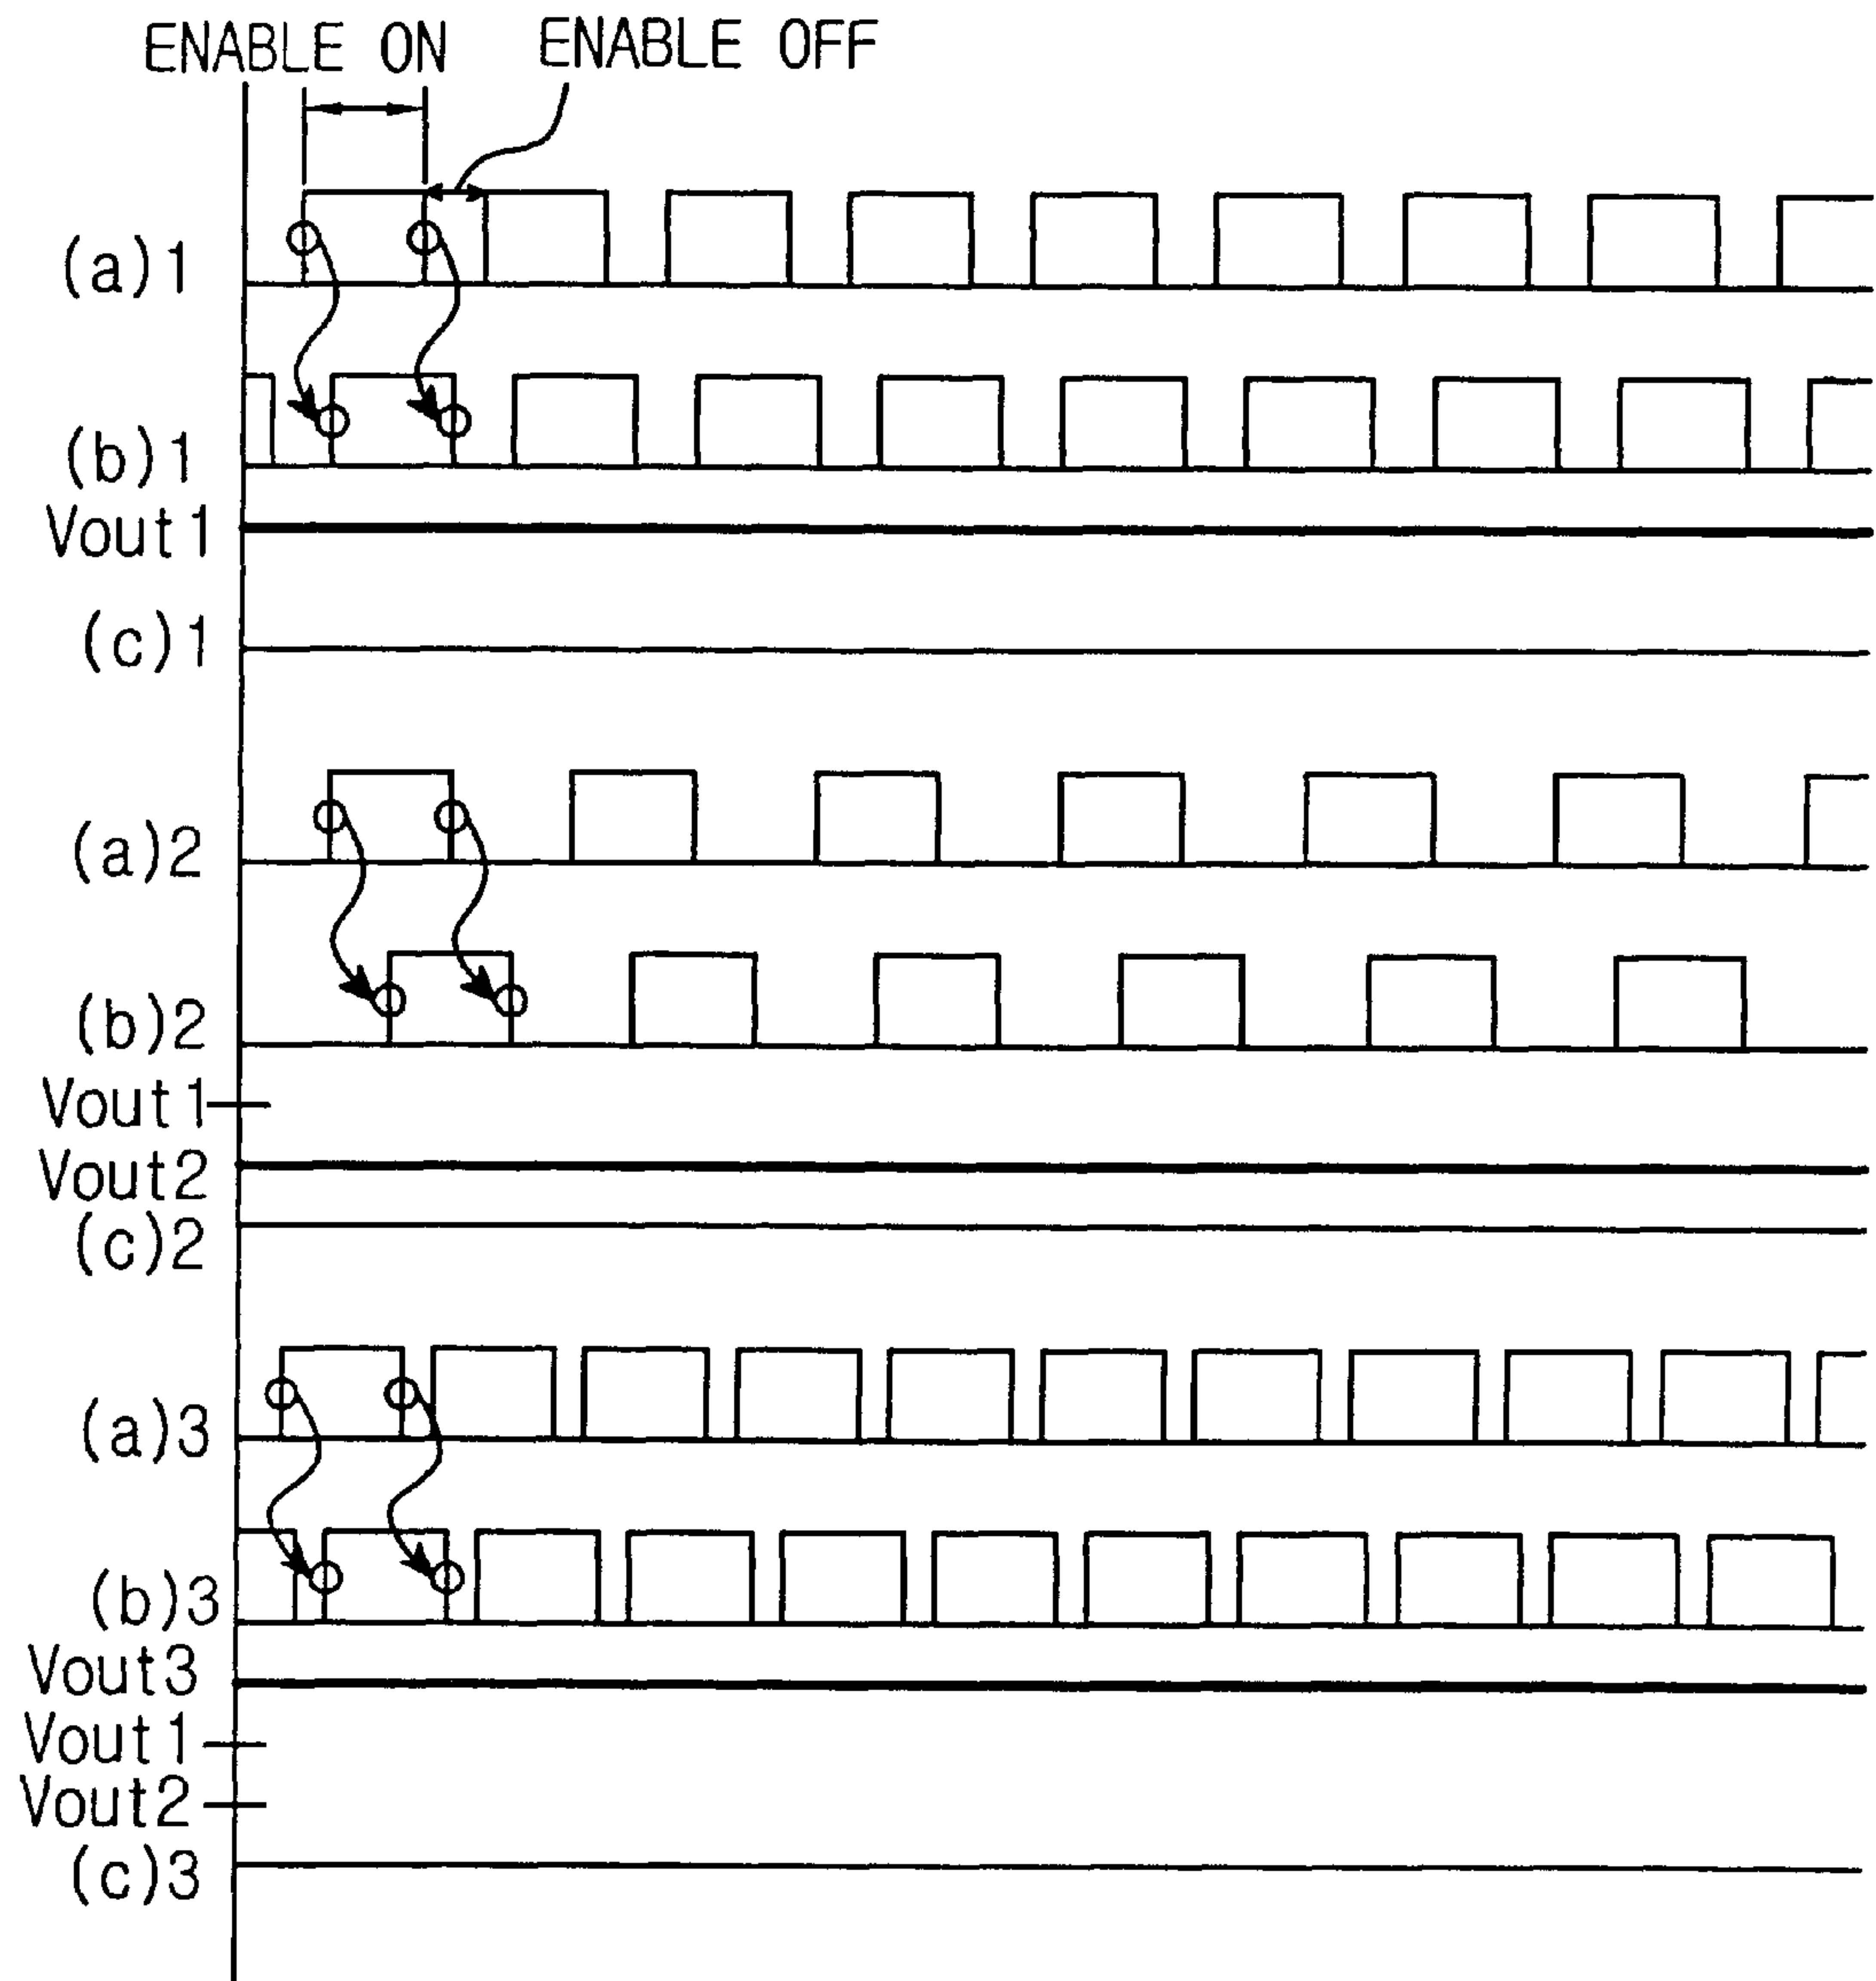 ENABLE ON ENABLE OFF
(a)1
(b)1
Vout1
(c)1
(a)2
(b)2
Vout1
Vout2
(c)2
(a)3
(b)3
Vout3
Vout1
Vout2
(c)3